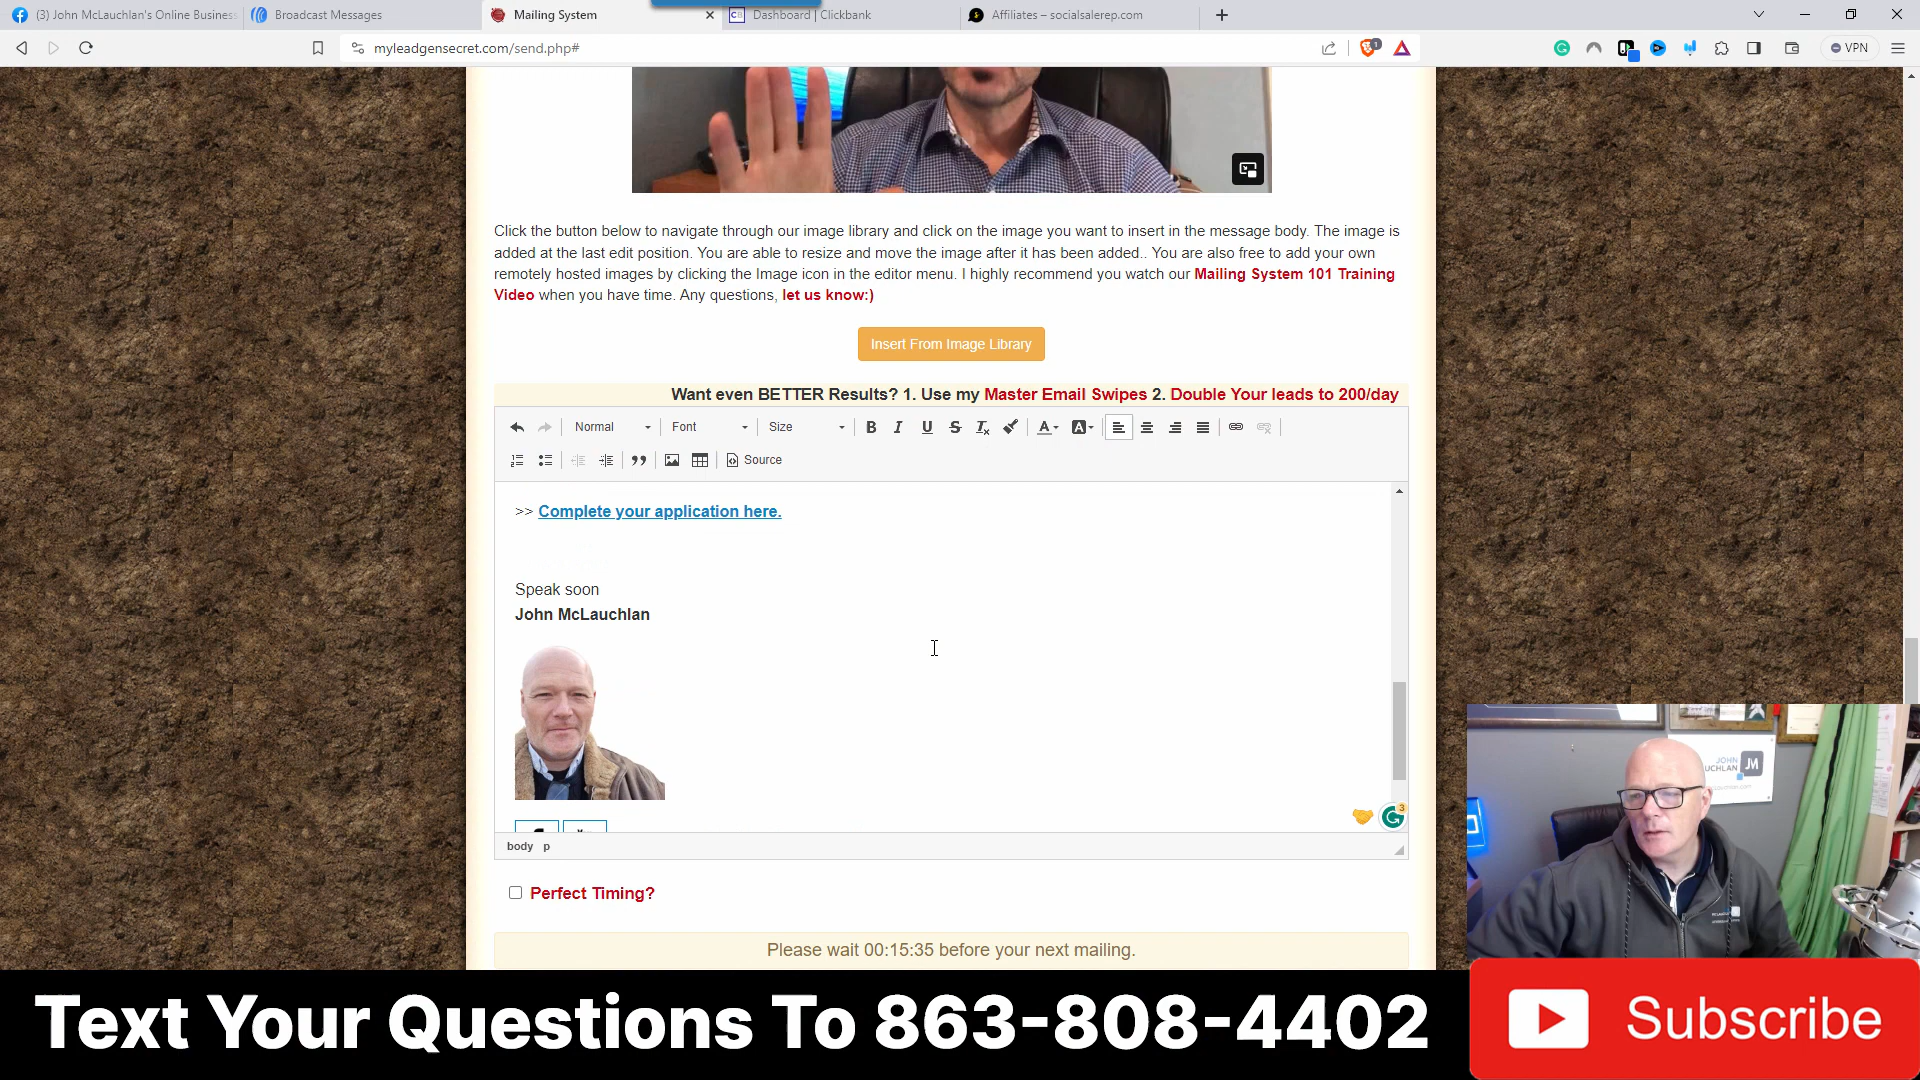 (3) John McLauchlan's Online Business
Broadcast Messages
Mailing System
CB Dashboard | Clickbank
Affiliates – socialsalerep.com
myleadgensecret.com/send.php#
1
VPN
Click the button below to navigate through our image library and click on the image you want to insert in the message body. The image is
added at the last edit position. You are able to resize and move the image after it has been added.. You are also free to add your own
remotely hosted images by clicking the Image icon in the editor menu. I highly recommend you watch our Mailing System 101 Training
Video when you have time. Any questions, let us know:)
Insert From Image Library
Want even BETTER Results? 1. Use my Master Email Swipes 2. Double Your leads to 200/day
Normal Font Size
Source
>> Complete your application here.
Speak soon
John McLauchlan
3
body p
Perfect Timing?
Please wait 00:15:35 before your next mailing.
JOHN
UCHLAN JM
Text Your Questions To 863-808-4402
Subscribe